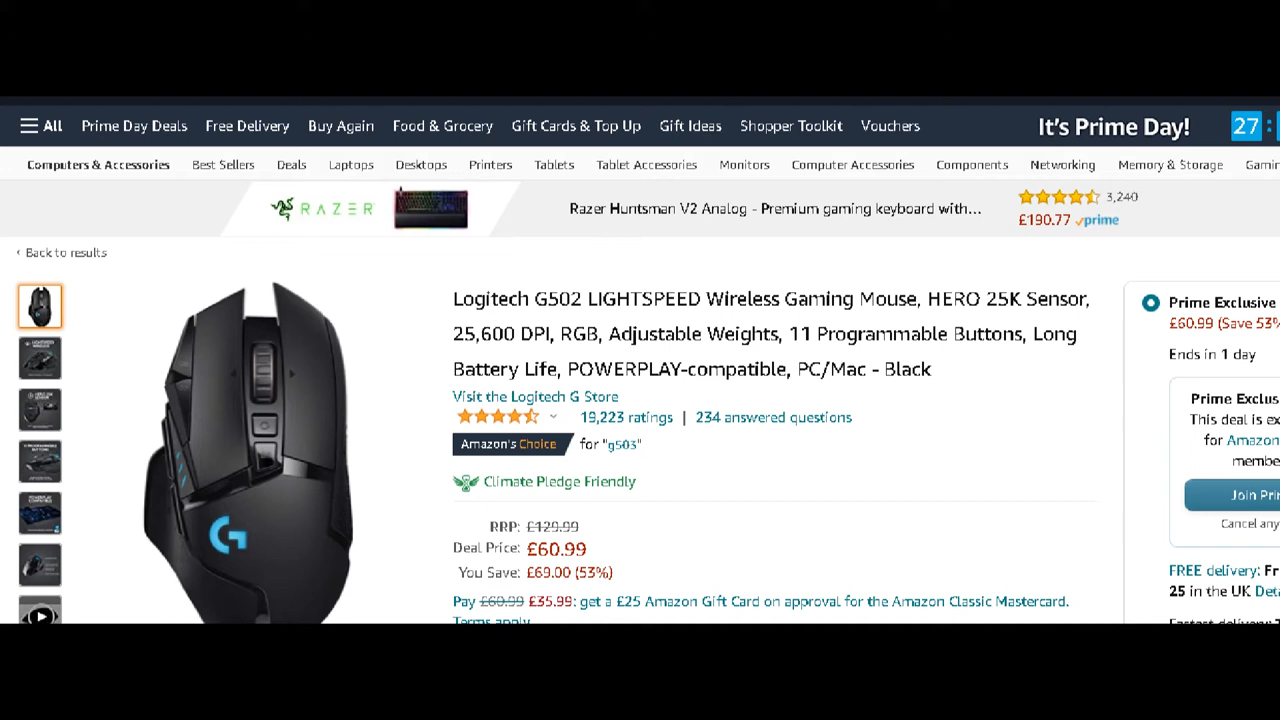 All Prime Day Deals Free Delivery Buy Again Food & Grocery Gift Cards & Top Up Gift Ideas Shopper Toolkit Vouchers It's Prime Day! 27 :
Computers & Accessories Best Sellers Deals Laptops Desktops Printers Tablets Tablet Accessories Monitors Computer Accessories Components Networking Memory & Storage Gamin
RAZER Razer Huntsman V2 Analog - Premium gaming keyboard with... 3,240
£190.77 prime
‹ Back to results
Logitech G502 LIGHTSPEED Wireless Gaming Mouse, HERO 25K Sensor,
25,600 DPI, RGB, Adjustable Weights, 11 Programmable Buttons, Long
Battery Life, POWERPLAY-compatible, PC/Mac - Black
Visit the Logitech G Store
19,223 ratings | 234 answered questions
Amazon's Choice for "g503"
Climate Pledge Friendly
RRP: £129.99
Deal Price: £60.99
You Save: £69.00 (53%)
Pay £60.99 £35.99: get a £25 Amazon Gift Card on approval for the Amazon Classic Mastercard.
Terms apply.
Prime Exclusive
£60.99 (Save 53%
Ends in 1 day
Prime Exclus
This deal is ex
for Amazon
membe
Join Pri
Cancel any
FREE delivery: Fr
25 in the UK Deta